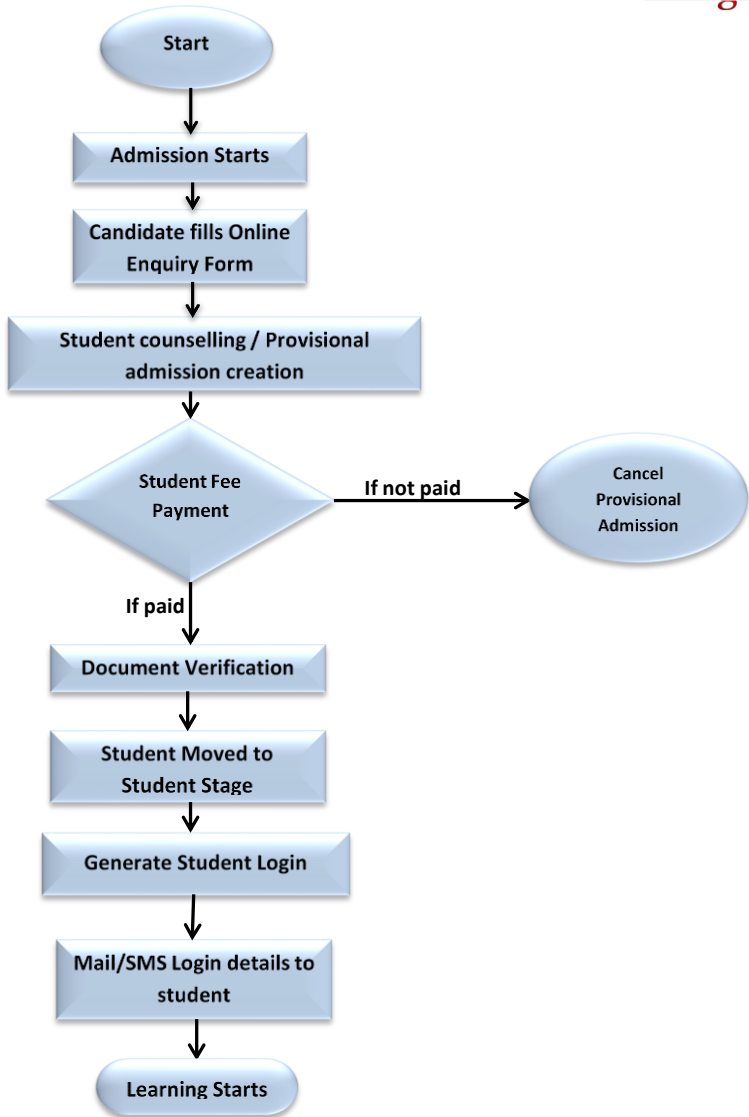 Start
Admission Starts
Candidate fills Online
Enquiry Form
Student counselling / Provisional
admission creation
Student Fee
Payment
If not paid
Cancel
Provisional
Admission
If paid
Document Verification
Student Moved to
Student Stage
Generate Student Login
Mail/SMS Login details to
student
Learning Starts